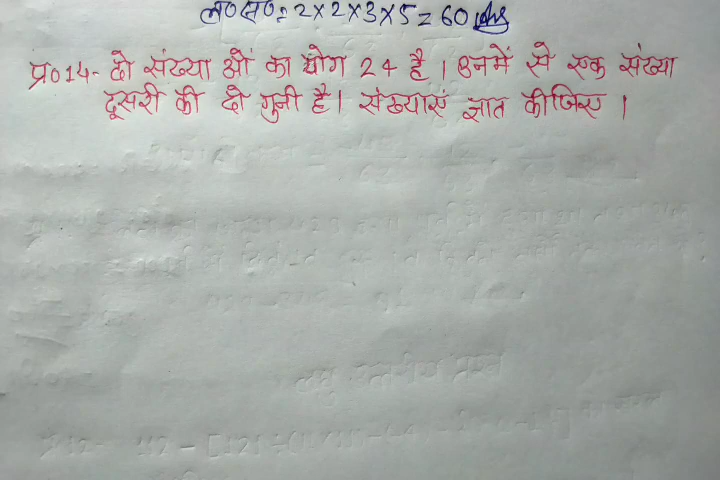 ल०स०= 2×2×3×5=60 Ans
प्र०14- दो संख्या ओं का योग 24 है। उनमें से एक संख्या
दूसरी की दो गुनी है। संख्याएं ज्ञात कीजिए।